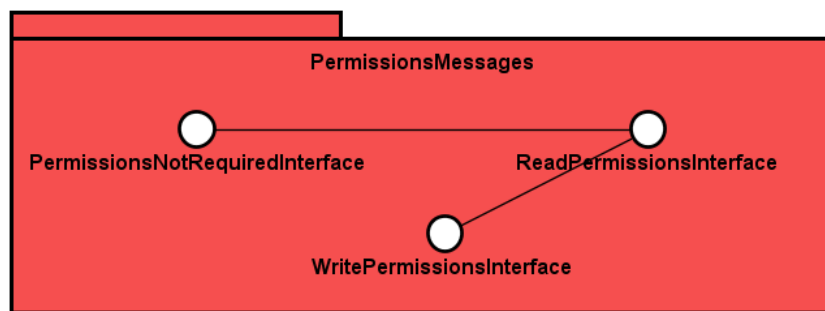 PermissionsMessages
PermissionsNotRequiredInterface
ReadPermissionsInterface
WritePermissionsInterface